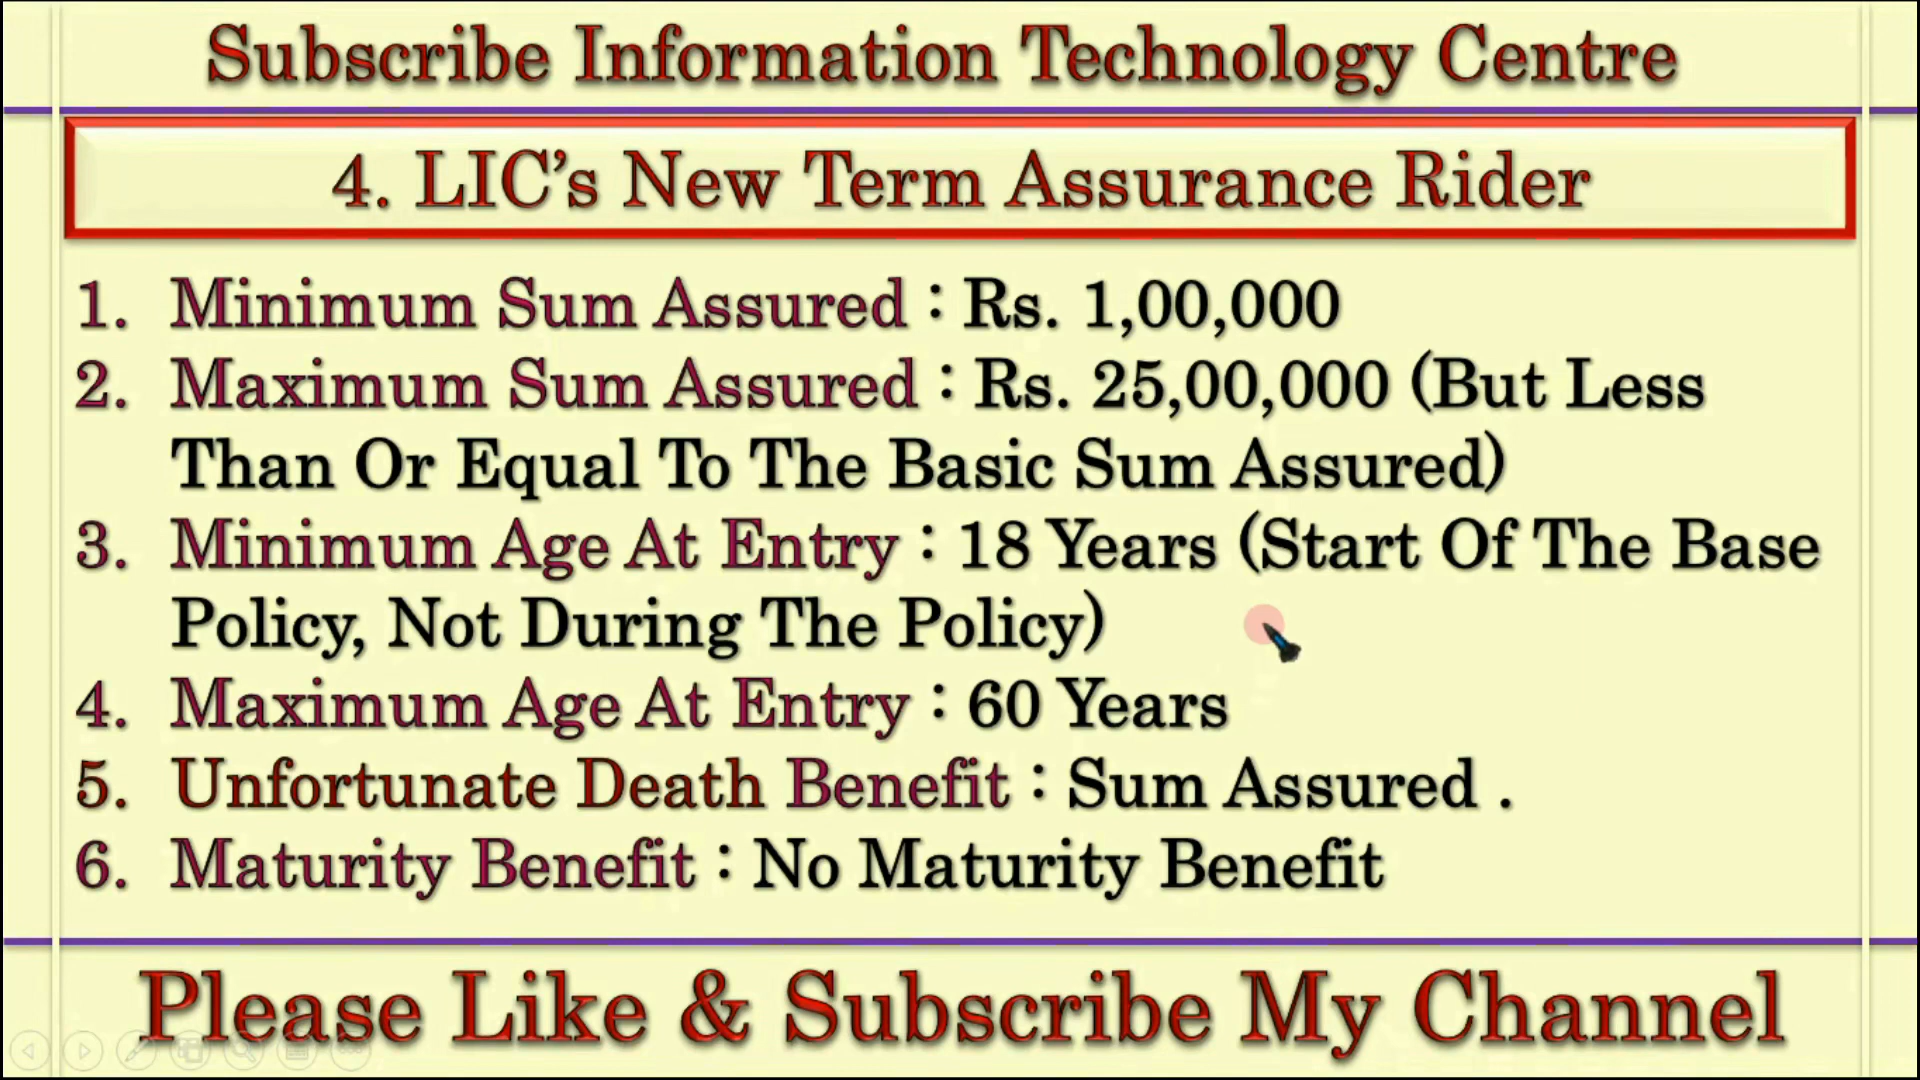 Subscribe Information Technology Centre
4. LIC’s New Term Assurance Rider
1. Minimum Sum Assured : Rs. 1,00,000
2. Maximum Sum Assured : Rs. 25,00,000 (But Less
Than Or Equal To The Basic Sum Assured)
3. Minimum Age At Entry : 18 Years (Start Of The Base
Policy, Not During The Policy)
4. Maximum Age At Entry : 60 Years
5. Unfortunate Death Benefit : Sum Assured .
6. Maturity Benefit : No Maturity Benefit
Please Like & Subscribe My Channel